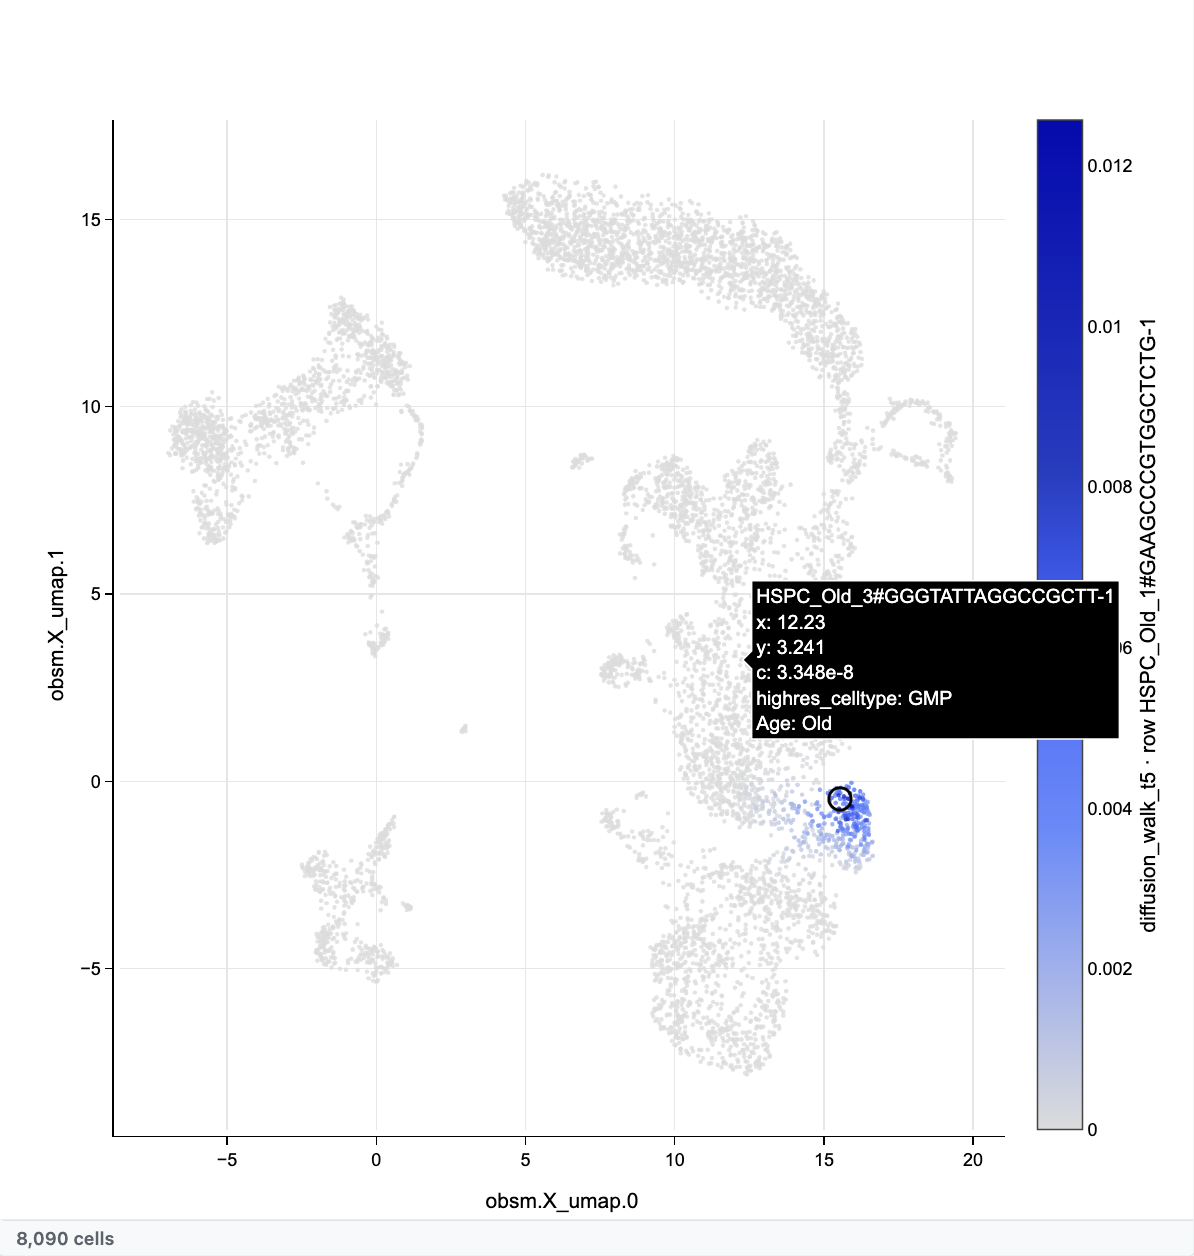 15
10
5
0
−5
obsm.X_umap.1
−5
0
5
10
15
20
obsm.X_umap.0
HSPC_Old_3#GGGTATTAGGCCGCTT-1
x: 12.23
y: 3.241
c: 3.348e-8
highres_celltype: GMP
Age: Old
0.012
0.01
0.008
6
0.004
0.002
0
diffusion_walk_t5 · row HSPC_Old_1#GAAGCCCGTGGCTCTG-1
8,090 cells